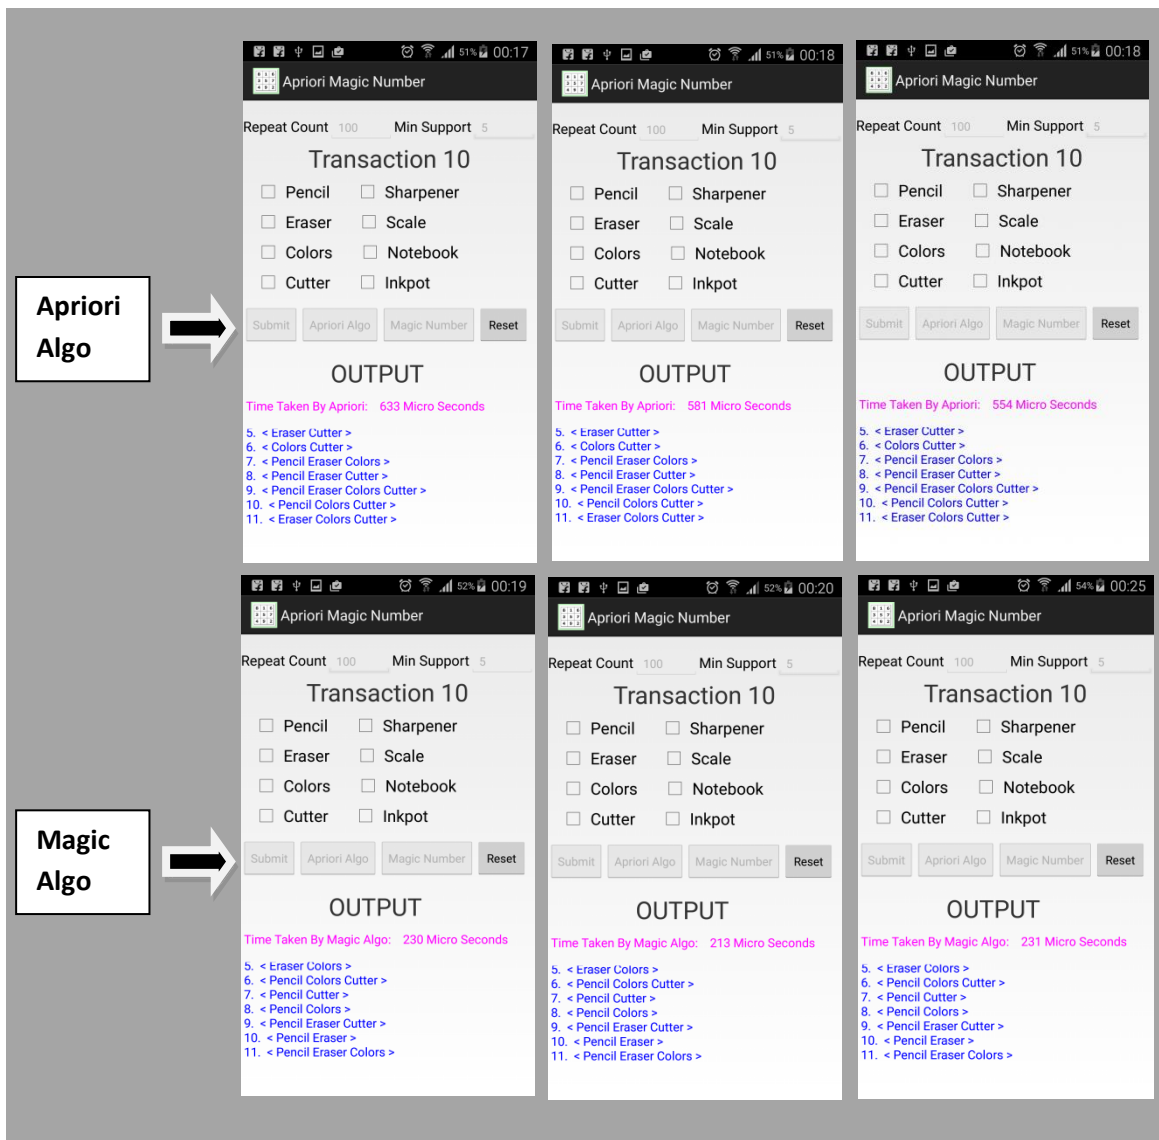 Apriori
Algo
51% 00:17
Apriori Magic Number
Repeat Count 100 Min Support 5
Transaction 10
Pencil Sharpener
Eraser Scale
Colors Notebook
Cutter Inkpot
Submit Apriori Algo Magic Number Reset
OUTPUT
Time Taken By Apriori: 633 Micro Seconds
5. < Eraser Cutter >
6. < Colors Cutter >
7. < Pencil Eraser Colors >
8. < Pencil Eraser Cutter >
9. < Pencil Eraser Colors Cutter >
10. < Pencil Colors Cutter >
11. < Eraser Colors Cutter >
51% 00:18
Apriori Magic Number
Repeat Count 100 Min Support 5
Transaction 10
Pencil Sharpener
Eraser Scale
Colors Notebook
Cutter Inkpot
Submit Apriori Algo Magic Number Reset
OUTPUT
Time Taken By Apriori: 581 Micro Seconds
5. < Eraser Cutter >
6. < Colors Cutter >
7. < Pencil Eraser Colors >
8. < Pencil Eraser Cutter >
9. < Pencil Eraser Colors Cutter >
10. < Pencil Colors Cutter >
11. < Eraser Colors Cutter >
51% 00:18
Apriori Magic Number
Repeat Count 100 Min Support 5
Transaction 10
Pencil Sharpener
Eraser Scale
Colors Notebook
Cutter Inkpot
Submit Apriori Algo Magic Number Reset
OUTPUT
Time Taken By Apriori: 554 Micro Seconds
5. < Eraser Cutter >
6. < Colors Cutter >
7. < Pencil Eraser Colors >
8. < Pencil Eraser Cutter >
9. < Pencil Eraser Colors Cutter >
10. < Pencil Colors Cutter >
11. < Eraser Colors Cutter >
Magic
Algo
52% 00:19
Apriori Magic Number
Repeat Count 100 Min Support 5
Transaction 10
Pencil Sharpener
Eraser Scale
Colors Notebook
Cutter Inkpot
Submit Apriori Algo Magic Number Reset
OUTPUT
Time Taken By Magic Algo: 230 Micro Seconds
5. < Eraser Colors >
6. < Pencil Colors Cutter >
7. < Pencil Cutter >
8. < Pencil Colors >
9. < Pencil Eraser Cutter >
10. < Pencil Eraser >
11. < Pencil Eraser Colors >
52% 00:20
Apriori Magic Number
Repeat Count 100 Min Support 5
Transaction 10
Pencil Sharpener
Eraser Scale
Colors Notebook
Cutter Inkpot
Submit Apriori Algo Magic Number Reset
OUTPUT
Time Taken By Magic Algo: 213 Micro Seconds
5. < Eraser Colors >
6. < Pencil Colors Cutter >
7. < Pencil Cutter >
8. < Pencil Colors >
9. < Pencil Eraser Cutter >
10. < Pencil Eraser >
11. < Pencil Eraser Colors >
54% 00:25
Apriori Magic Number
Repeat Count 100 Min Support 5
Transaction 10
Pencil Sharpener
Eraser Scale
Colors Notebook
Cutter Inkpot
Submit Apriori Algo Magic Number Reset
OUTPUT
Time Taken By Magic Algo: 231 Micro Seconds
5. < Eraser Colors >
6. < Pencil Colors Cutter >
7. < Pencil Cutter >
8. < Pencil Colors >
9. < Pencil Eraser Cutter >
10. < Pencil Eraser >
11. < Pencil Eraser Colors >